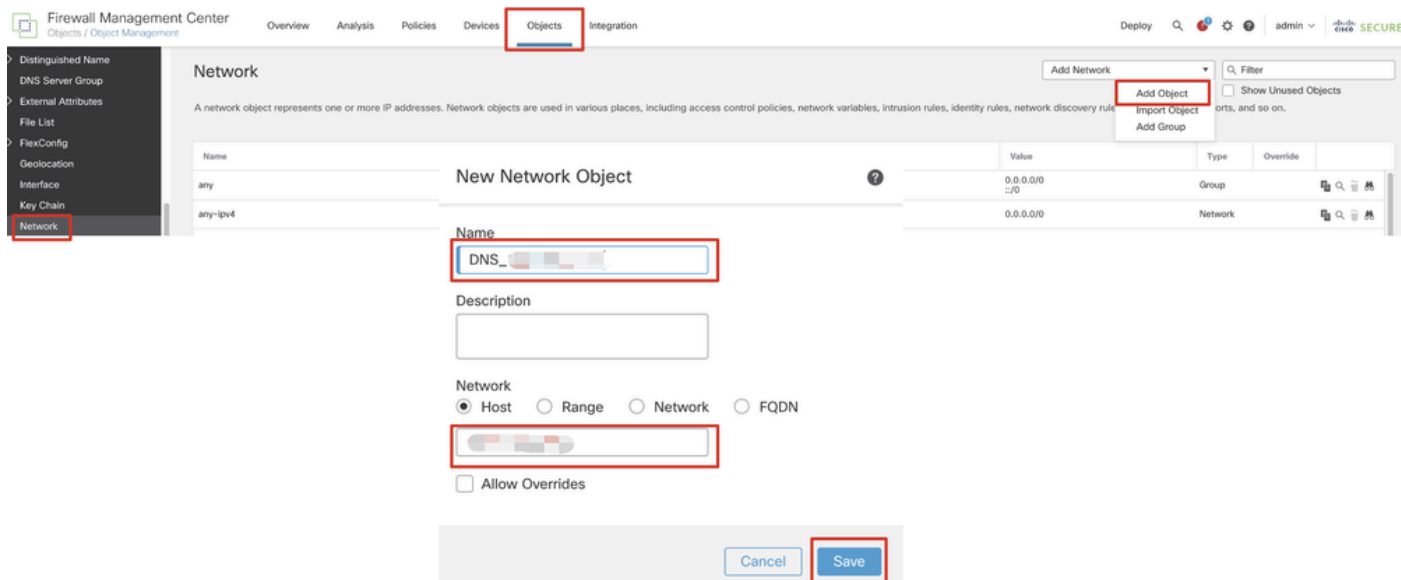 Firewall Management Center
Objects / Object Management
Overview Analysis Policies Devices Objects Integration Deploy admin cisco SECURE
Distinguished Name
DNS Server Group
External Attributes
File List
FlexConfig
Geolocation
Interface
Key Chain
Network
Network
Add Network
Filter
Add Object
Import Object
Add Group
Show Unused Objects
A network object represents one or more IP addresses. Network objects are used in various places, including access control policies, network variables, intrusion rules, identity rules, network discovery rule orts, and so on.
Name Value Type Override
any 0.0.0.0/0 Group
::/0
any-ipv4 0.0.0.0/0 Network
New Network Object
Name
DNS_
Description
Network
Host Range Network FQDN
Allow Overrides
Cancel Save